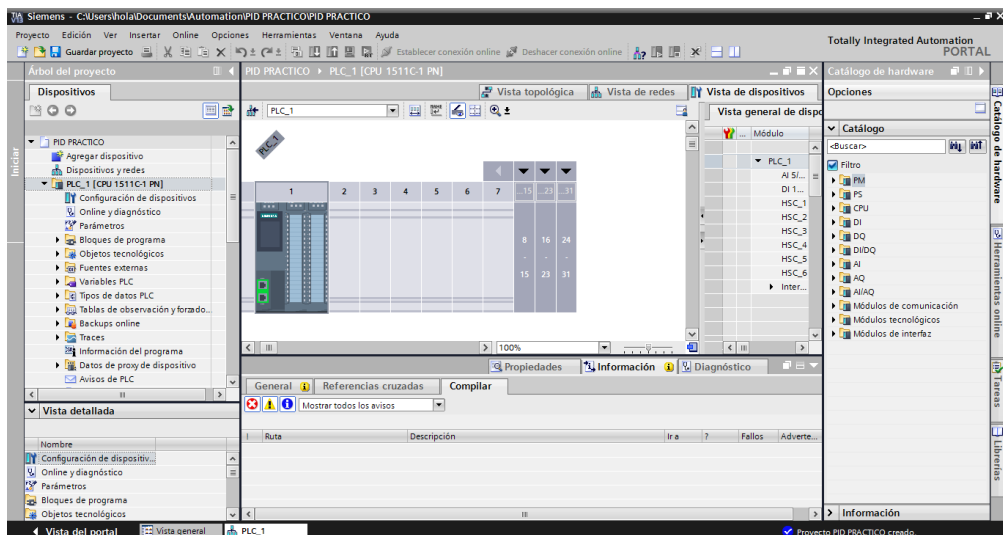 Siemens - C:\Users\hola\Documents\Automation\PID PRACTICO\PID PRACTICO
Proyecto Edición Ver Insertar Online Opciones Herramientas Ventana Ayuda
Guardar proyecto
Establecer conexión online
Deshacer conexión online
Totally Integrated Automation
PORTAL
Árbol del proyecto
Dispositivos
PID PRACTICO
Agregar dispositivo
Dispositivos y redes
PLC_1 [CPU 1511C-1 PN]
Configuración de dispositivos
Online y diagnóstico
Parámetros
Bloques de programa
Objetos tecnológicos
Fuentes externas
Variables PLC
Tipos de datos PLC
Tablas de observación y forzado...
Backups online
Traces
Información del programa
Datos de proxy de dispositivo
Avisos de PLC
Vista detallada
Nombre
Configuración de dispositiv...
Online y diagnóstico
Parámetros
Bloques de programa
Objetos tecnológicos
Iniciar
PID PRACTICO PLC_1 [CPU 1511C-1 PN]
Vista topológica
Vista de redes
Vista de dispositivos
PLC_1
PLC_1
1 2 3 4 5 6 7 ...15 ...23 ...31
8 16 24
- - -
15 23 31
100%
Vista general de dispo
... Módulo
PLC_1
AI 5/...
DI 1...
HSC_1
HSC_2
HSC_3
HSC_4
HSC_5
HSC_6
Inter...
Propiedades
Información
Diagnóstico
General
Referencias cruzadas
Compilar
Mostrar todos los avisos
! Ruta Descripción Ir a ? Fallos Adverte...
Catálogo de hardware
Opciones
Catálogo
<Buscar>
Filtro
PM
PS
CPU
DI
DQ
DI/DQ
AI
AQ
AI/AQ
Módulos de comunicación
Módulos tecnológicos
Módulos de interfaz
Información
Catálogo de hardware
Herramientas online
Tareas
Librerías
Vista del portal
Vista general
PLC_1
Proyecto PID PRACTICO creado.